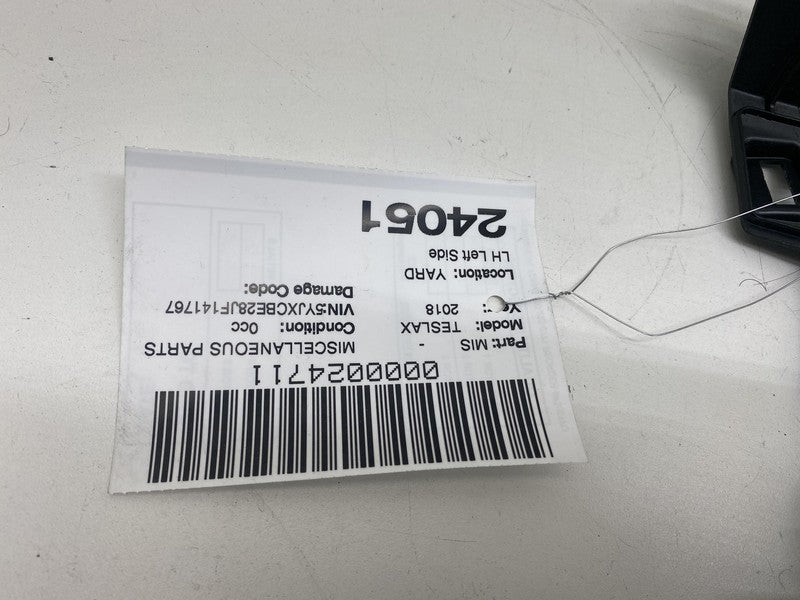 0000024711
Part: MIS - MISCELLANEOUS PARTS
Model: TESLAX Condition: 0cc
2018 VIN:5YJXCBE28JF141767
Damage Code:
Location: YARD
LH Left Side
24051